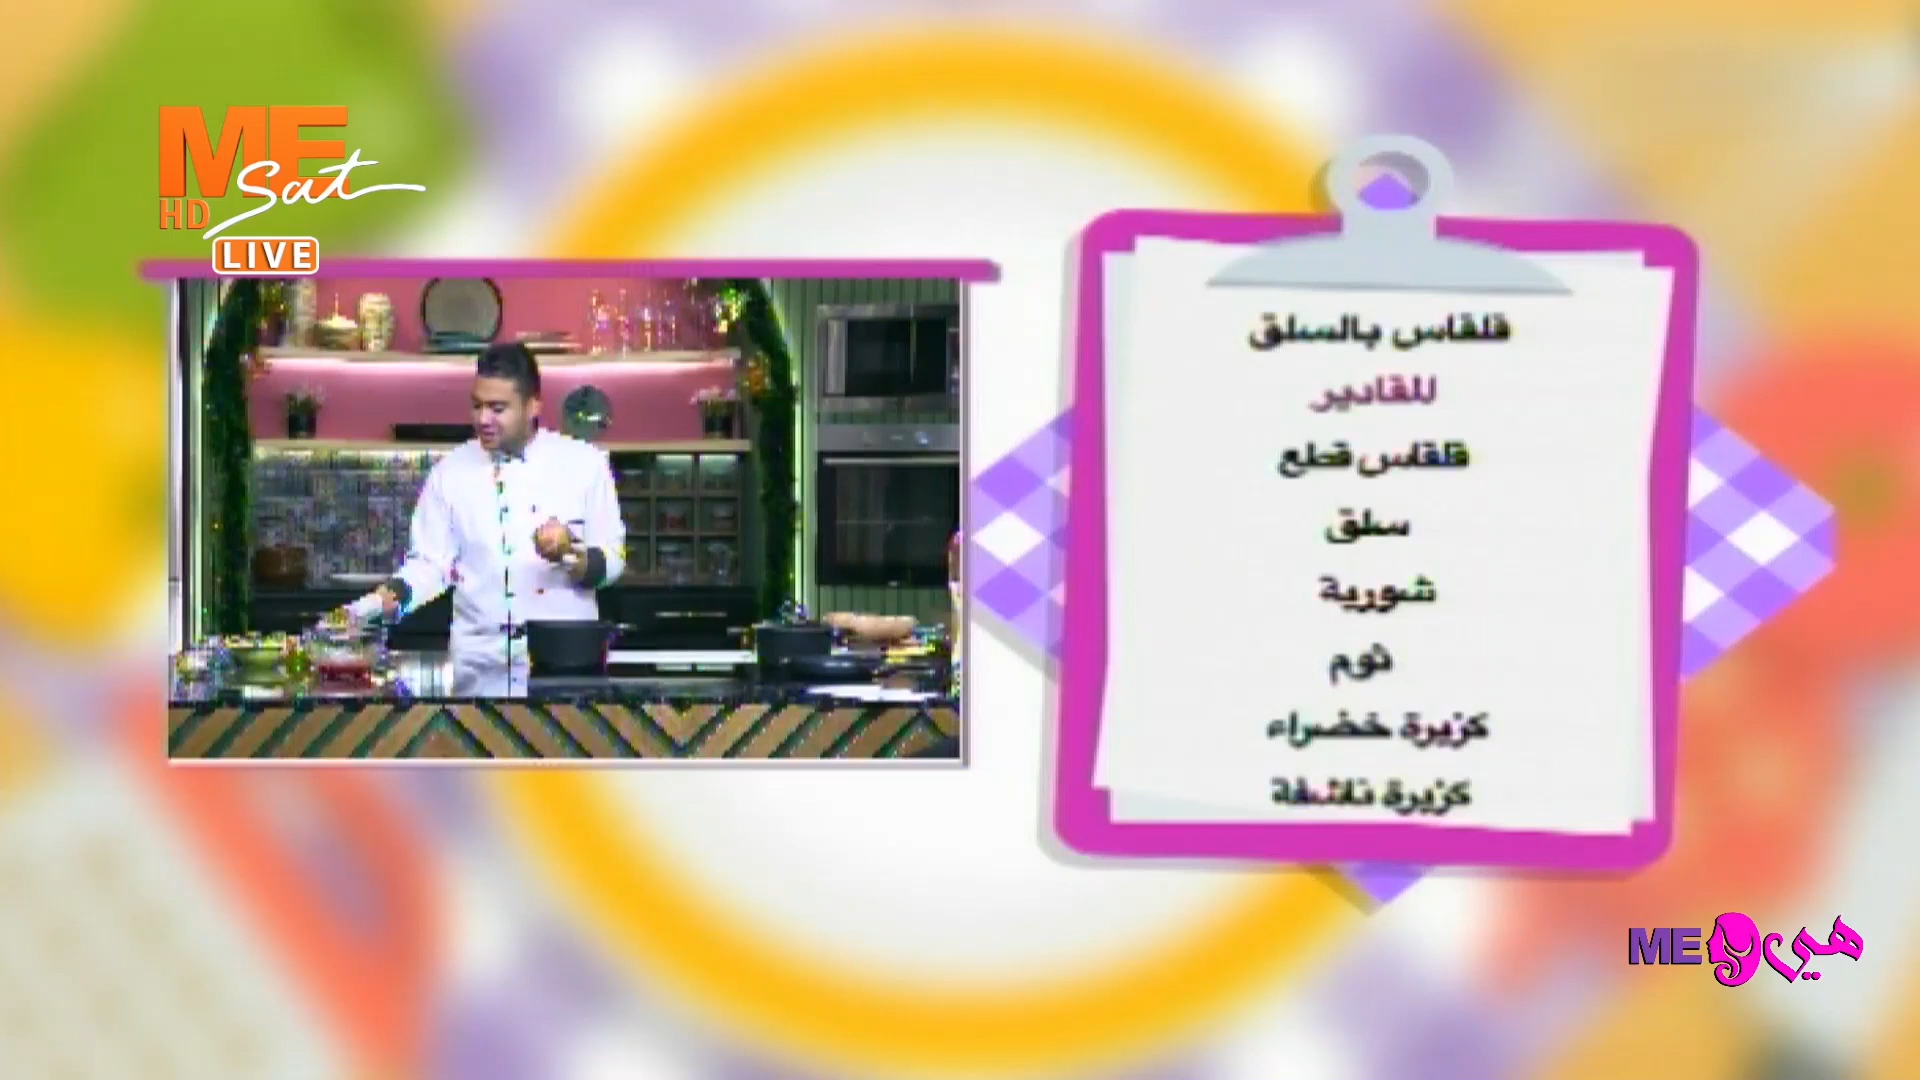 ME
Sat
HD
LIVE
قلقاس بالسلق
للقادير
قلقاس قطع
سلق
شوربة
ثوم
كزبرة خضراء
كزبرة ناشفة
ME هي